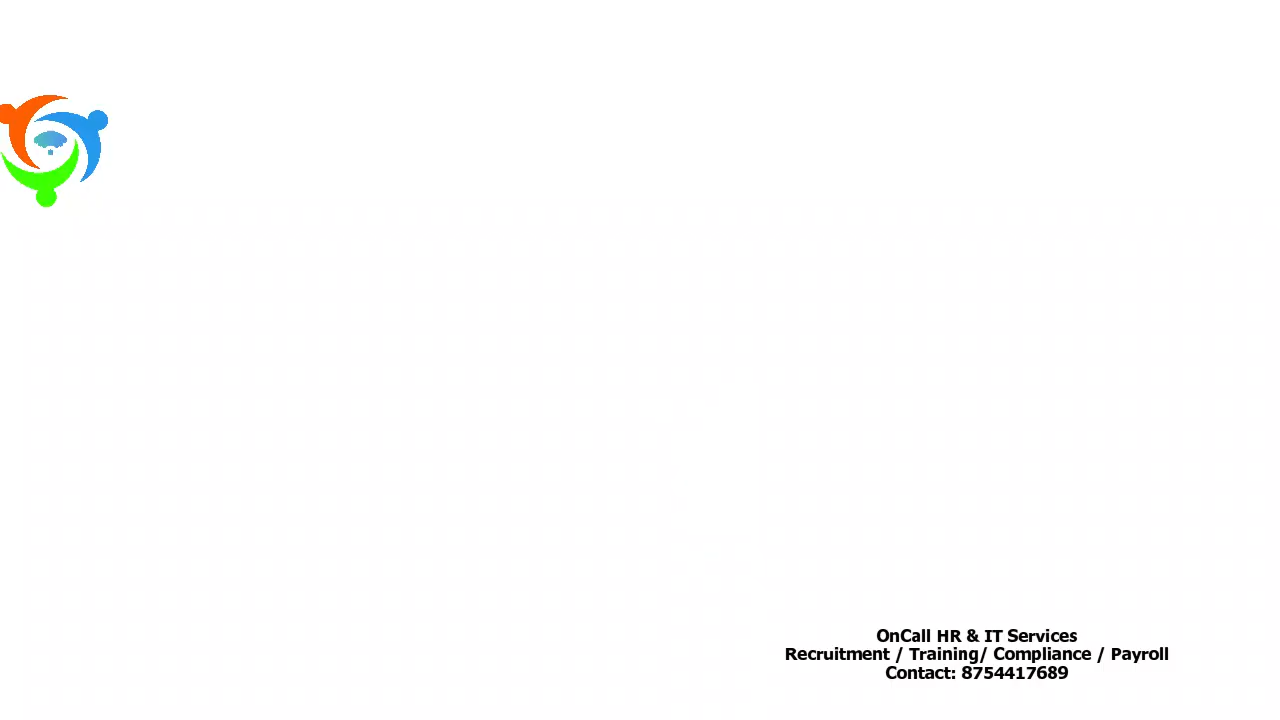 OnCall HR & IT Services
Recruitment / Training/ Compliance / Payroll
Contact: 8754417689